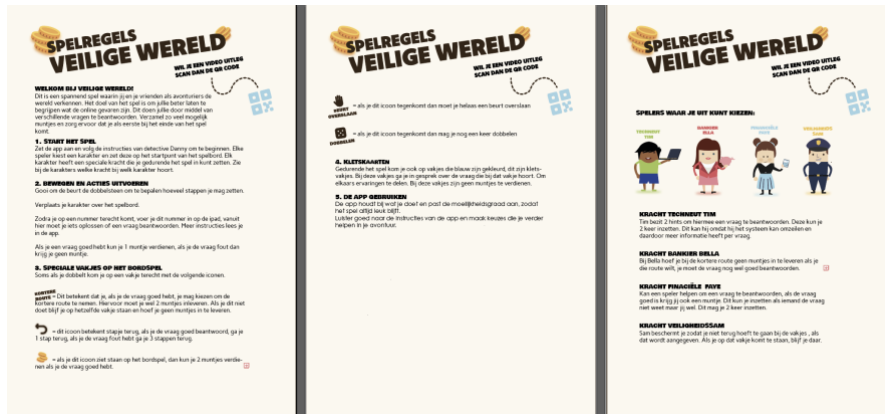 SPELREGELS
VEILIGE WERELD
WIL JE EEN VIDEO UITLEG
SCAN DAN DE QR CODE
WELKOM BIJ VEILIGE WERELD!
Dit is een spannend spel waarin jij en je vrienden als avonturiers de
wereld verkennen. Het doel van het spel is om jullie beter laten te
begrijpen wat de online gevaren zijn. Dit doen jullie door middel van
verschillende vragen te beantwoorden. Verzamel zo veel mogelijk
muntjes en zorg ervoor dat je als eerste bij het einde van het spel
komt.
1. START HET SPEL
Zet de app aan en volg de instructies van detective Danny om te beginnen. Elke
speler kiest een karakter en zet deze op het startpunt van het spelbord. Elk
karakter heeft een speciale kracht die je gedurende het spel in kunt zetten. Zie
bij de karakters welke kracht bij welk karakter hoort.
2. BEWEGEN EN ACTIES UITVOEREN
Gooi om de beurt de dobbelsteen om te bepalen hoeveel stappen je mag zetten.
Verplaats je karakter over het spelbord.
Zodra je op een nummer terecht komt, voer je dit nummer in op de ipad, vanuit
hier moet je iets oplossen of een vraag beantwoorden. Meer instructies lees je
in de app.
Als je een vraag goed hebt kun je 1 muntje verdienen, als je de vraag fout dan
krijg je geen muntje.
3. SPECIALE VAKJES OP HET BORDSPEL
Soms als je dobbelt kom je op een vakje terecht met de volgende iconen.
KORTERE
ROUTE = Dit betekent dat je, als je de vraag goed hebt, je mag kiezen om de
kortere route te nemen. Hiervoor moet je wel 2 muntjes inleveren. Als je dit niet
doet blijf je op hetzelfde vakje staan en hoef je geen muntjes in te leveren.
= dit icoon betekent stapje terug, als je de vraag goed beantwoord, ga je
1 stap terug, als je de vraag fout hebt ga je 3 stappen terug.
= als je dit icoon ziet staan op het bordspel, dan kun je 2 muntjes verdie-
nen als je de vraag goed hebt.
SPELREGELS
VEILIGE WERELD
WIL JE EEN VIDEO UITLEG
SCAN DAN DE QR CODE
= als je dit icoon tegenkomt dan moet je helaas een beurt overslaan
BEURT
OVERSLAAN
= als je dit icoon tegenkomt dan mag je nog een keer dobbelen
DOBBELEN
4. KLETSKAARTEN
Gedurende het spel kom je ook op vakjes die blauw zijn gekleurd, dit zijn klets-
vakjes. Bij deze vakjes ga je in gesprek over de vraag die bij dat vakje hoort. Om
elkaars ervaringen te delen. Bij deze vakjes zijn geen muntjes te verdienen.
5. DE APP GEBRUIKEN
De app houdt bij wat je doet en past de moeilijkheidsgraad aan, zodat
het spel altijd leuk blijft.
Luister goed naar de instructies van de app en maak keuzes die je verder
helpen in je avontuur.
SPELREGELS
VEILIGE WERELD
WIL JE EEN VIDEO UITLEG
SCAN DAN DE QR CODE
SPELERS WAAR JE UIT KUNT KIEZEN:
TECHNEUT
TIM
BANKIER
BELLA
FINACIËLE
FAYE
VEILIGHEIDS
SAM
KRACHT TECHNEUT TIM
Tim bezit 2 hints om hiermee een vraag te beantwoorden. Deze kun je
2 keer inzetten. Dit kan hij omdat hij het systeem kan omzeilen en
daardoor meer informatie heeft per vraag.
KRACHT BANKIER BELLA
Bij Bella hoef je bij de kortere route geen muntjes in te leveren als je
die route wilt, je moet de vraag nog wel goed beantwoorden.
KRACHT FINACIËLE FAYE
Kan een speler helpen om een vraag te beantwoorden, als de vraag
goed is krijg jij ook een muntje. Dit kun je inzetten als iemand de vraag
niet weet maar jij wel. Dit mag je 2 keer inzetten.
KRACHT VEILIGHEIDSSAM
Sam beschermt je zodat je niet terug hoeft te gaan bij de vakjes , als
dat wordt aangegeven. Als je op dat vakje komt te staan, blijf je daar.